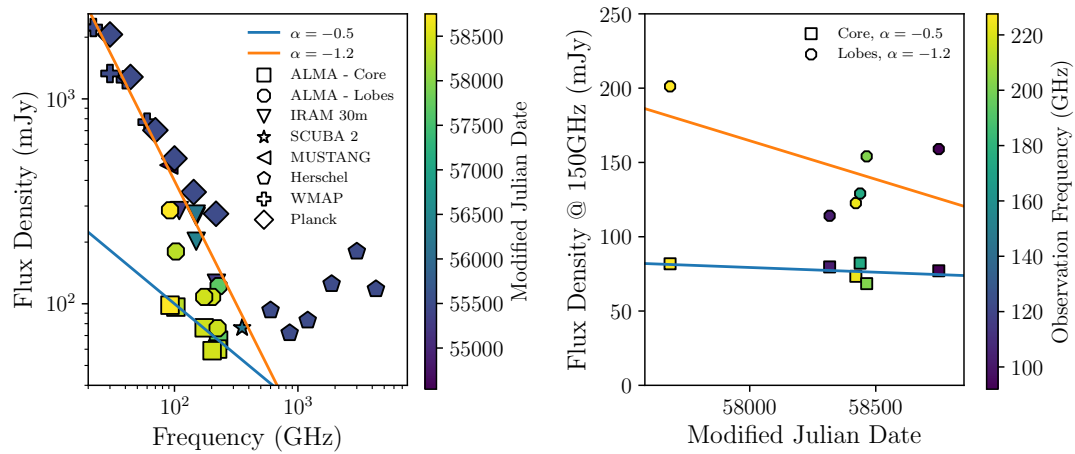 α = −0.5
α = −1.2
ALMA - Core
ALMA - Lobes
IRAM 30m
SCUBA 2
MUSTANG
Herschel
WMAP
Planck
10³
10²
Flux Density (mJy)
10²
10³
Frequency (GHz)
58500
58000
57500
57000
56500
56000
55500
55000
Modified Julian Date
Core, α = −0.5
Lobes, α = −1.2
250
200
150
100
50
0
Flux Density @ 150GHz (mJy)
58000
58500
Modified Julian Date
220
200
180
160
140
120
100
Observation Frequency (GHz)